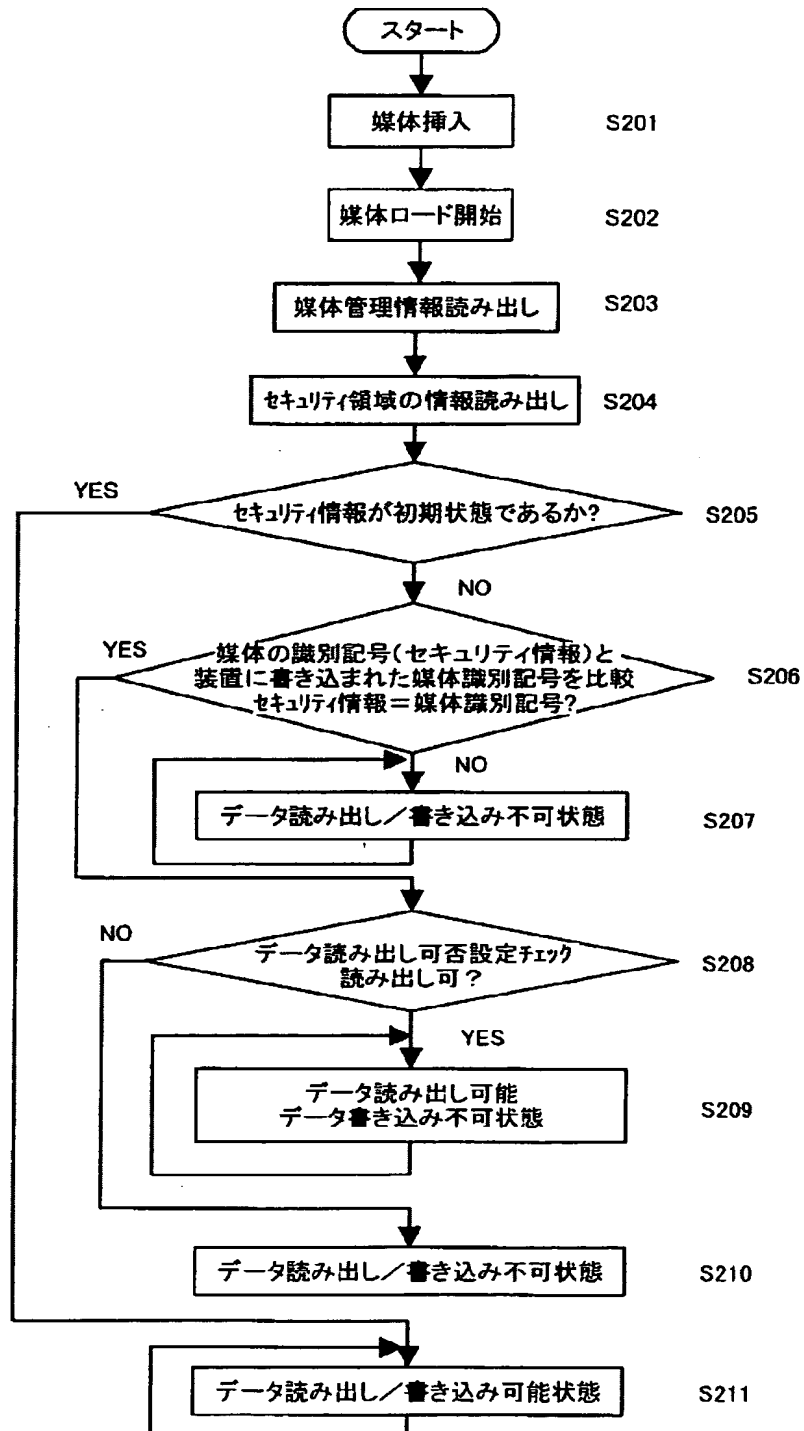 スタート
媒体挿入 S201
媒体ロード開始 S202
媒体管理情報読み出し S203
セキュリティ領域の情報読み出し S204
YES
セキュリティ情報が初期状態であるか? S205
NO
YES
媒体の識別記号(セキュリティ情報)と
装置に書き込まれた媒体識別記号を比較 S206
セキュリティ情報=媒体識別記号?
NO
データ読み出し/書き込み不可状態 S207
NO
データ読み出し可否設定チェック
読み出し可? S208
YES
データ読み出し可能
データ書き込み不可状態 S209
データ読み出し/書き込み不可状態 S210
データ読み出し/書き込み可能状態 S211